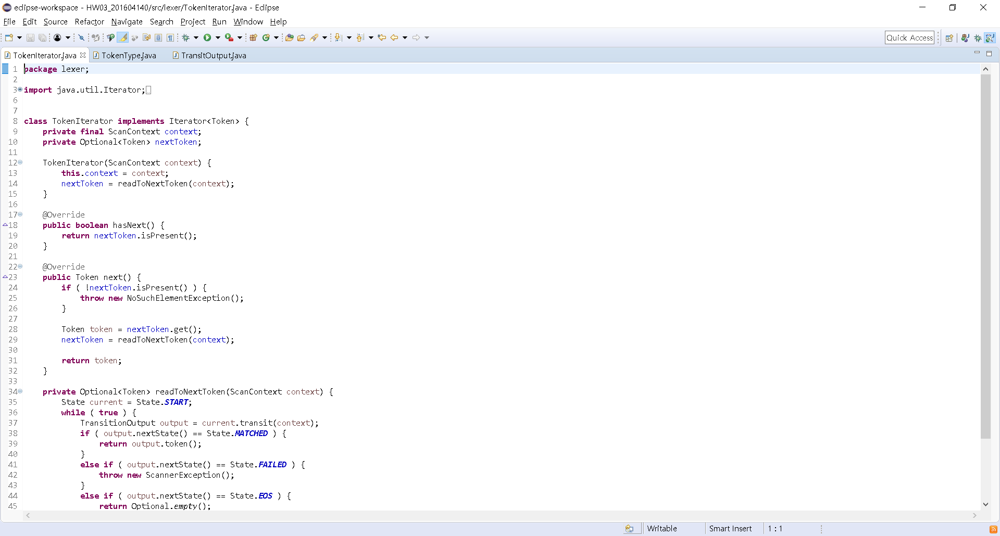 eclipse-workspace - HW03_201604140/src/lexer/TokenIterator.java - Eclipse
File Edit Source Refactor Navigate Search Project Run Window Help
Quick Access
TokenIterator.java TokenType.java TransitOutput.java
1 package lexer;
2
3 import java.util.Iterator;
6
7
8 class TokenIterator implements Iterator<Token> {
9 private final ScanContext context;
10 private Optional<Token> nextToken;
11
12 TokenIterator(ScanContext context) {
13 this.context = context;
14 nextToken = readToNextToken(context);
15 }
16
17 @Override
18 public boolean hasNext() {
19 return nextToken.isPresent();
20 }
21
22 @Override
23 public Token next() {
24 if ( !nextToken.isPresent() ) {
25 throw new NoSuchElementException();
26 }
27
28 Token token = nextToken.get();
29 nextToken = readToNextToken(context);
30
31 return token;
32 }
33
34 private Optional<Token> readToNextToken(ScanContext context) {
35 State current = State.START;
36 while ( true ) {
37 TransitionOutput output = current.transit(context);
38 if ( output.nextState() == State.MATCHED ) {
39 return output.token();
40 }
41 else if ( output.nextState() == State.FAILED ) {
42 throw new ScannerException();
43 }
44 else if ( output.nextState() == State.EOS ) {
45 return Optional.empty();
Writable Smart Insert 1 : 1